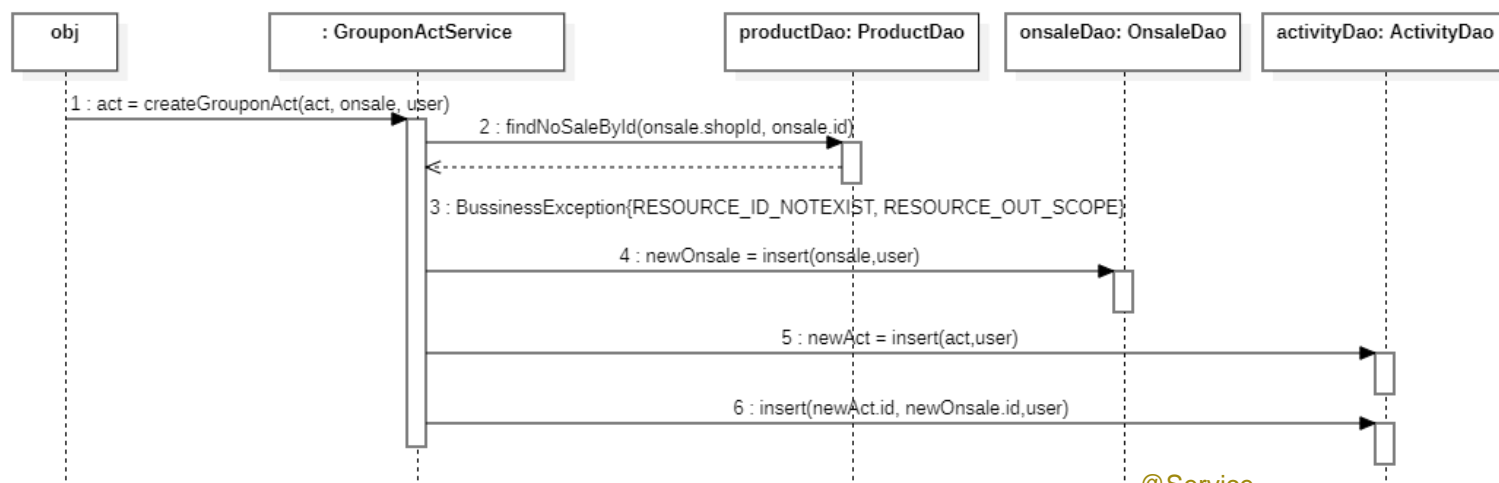 obj
: GrouponActService
productDao: ProductDao
onsaleDao: OnsaleDao
activityDao: ActivityDao
1 : act = createGrouponAct(act, onsale, user)
2 : findNoSaleById(onsale.shopId, onsale.id)
3 : BussinessException{RESOURCE_ID_NOTEXIST, RESOURCE_OUT_SCOPE}
4 : newOnsale = insert(onsale,user)
5 : newAct = insert(act,user)
6 : insert(newAct.id, newOnsale.id,user)
@Service